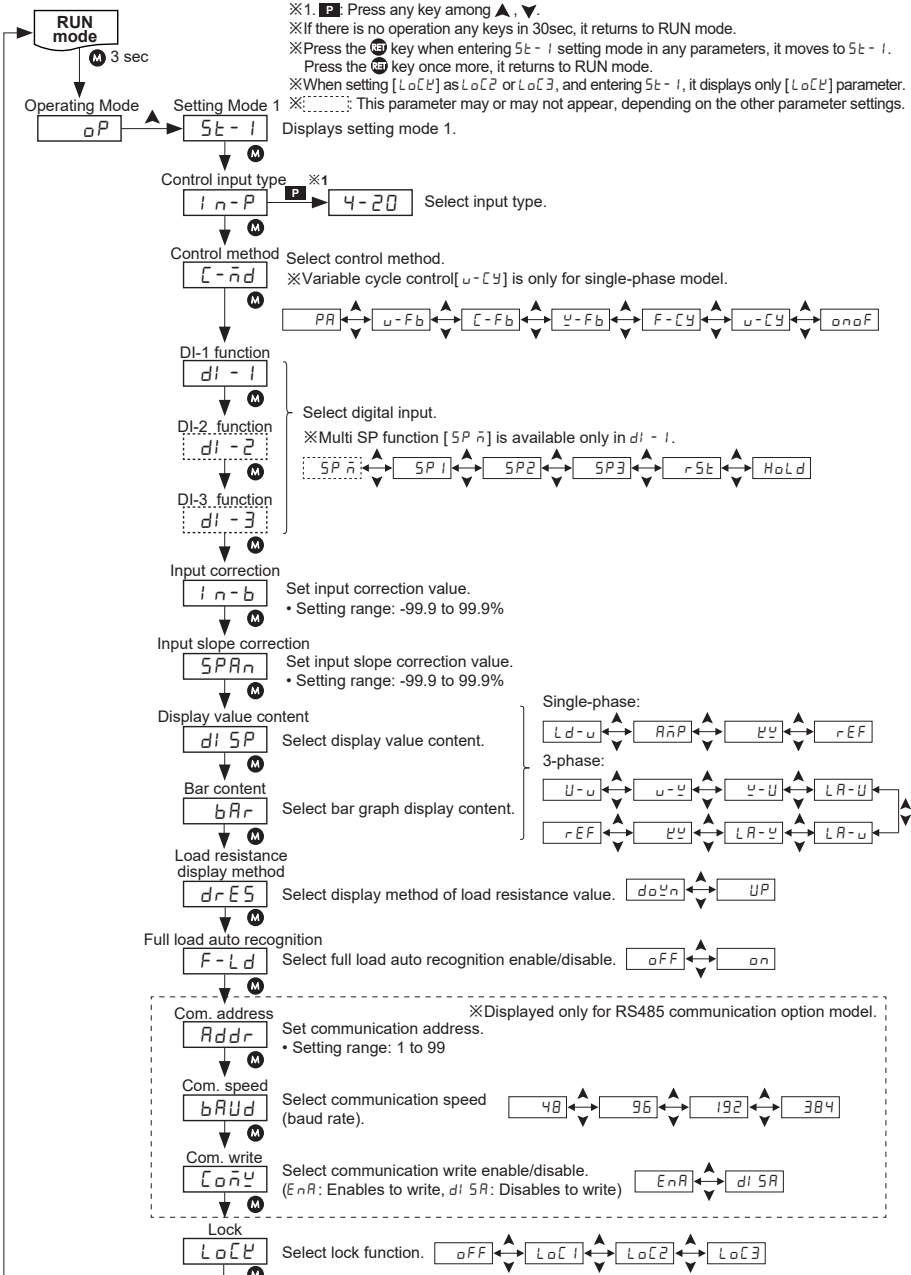 ※1. P : Press any key among ▲, ▼.
※If there is no operation any keys in 30sec, it returns to RUN mode.
※Press the RET key when entering St-1 setting mode in any parameters, it moves to St-1.
Press the RET key once more, it returns to RUN mode.
※When setting [LoCK] as LoC2 or LoC3, and entering St-1, it displays only [LoCK] parameter.
※[ ]: This parameter may or may not appear, depending on the other parameter settings.
RUN
mode
M 3 sec
Operating Mode
oP
Setting Mode 1
St-1
Displays setting mode 1.
M
Control input type
In-P
P ※1
4-20
Select input type.
M
Control method
C-md
Select control method.
※Variable cycle control[u-CY] is only for single-phase model.
M
PA u-Fb C-Fb W-Fb F-CY u-CY onoF
DI-1 function
dI-1
M
DI-2 function
dI-2
M
DI-3 function
dI-3
M
Select digital input.
※Multi SP function [SPm] is available only in dI-1.
SPm SP1 SP2 SP3 rSt HoLd
Input correction
In-b
Set input correction value.
• Setting range: -99.9 to 99.9%
M
Input slope correction
SPAn
Set input slope correction value.
• Setting range: -99.9 to 99.9%
M
Display value content
dISP
Select display value content.
M
Bar content
bAr
Select bar graph display content.
M
Single-phase:
Ld-u AmP KW rEF
3-phase:
U-u u-W W-U LA-U
rEF KW LA-W LA-u
Load resistance
display method
drES
Select display method of load resistance value.
doWn UP
M
Full load auto recognition
F-Ld
Select full load auto recognition enable/disable.
oFF on
M
※Displayed only for RS485 communication option model.
Com. address
Addr
Set communication address.
• Setting range: 1 to 99
M
Com. speed
bAUd
Select communication speed
(baud rate).
48 96 192 384
M
Com. write
ComW
Select communication write enable/disable.
(EnA: Enables to write, dISA: Disables to write)
EnA dISA
M
Lock
LoCK
Select lock function.
oFF LoC1 LoC2 LoC3
M